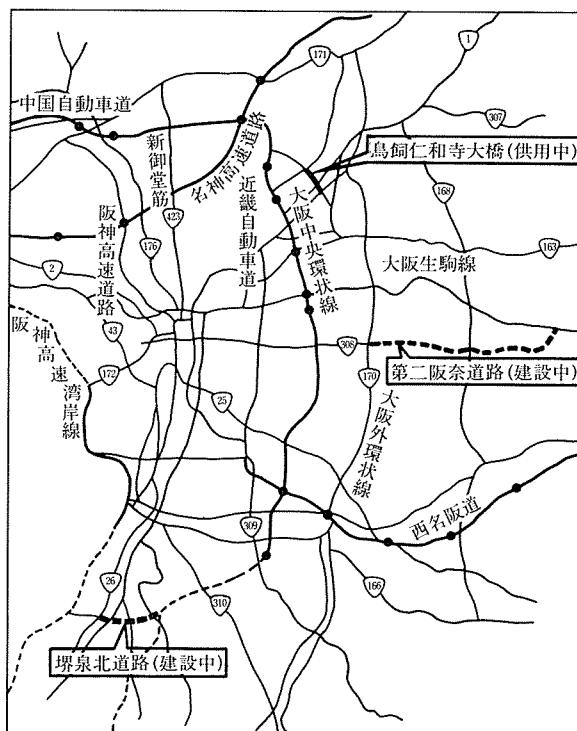 1
171
中国自動車道
307
新御堂筋
名神高速道路
鳥飼仁和寺大橋(供用中)
近畿自動車道
大阪中央環状線
168
阪神高速道路
423
176
163
2
大阪生駒線
阪神高速湾岸線
43
308
172
第二阪奈道路(建設中)
170
25
大阪外環状線
西名阪道
309
26
310
166
堺泉北道路(建設中)